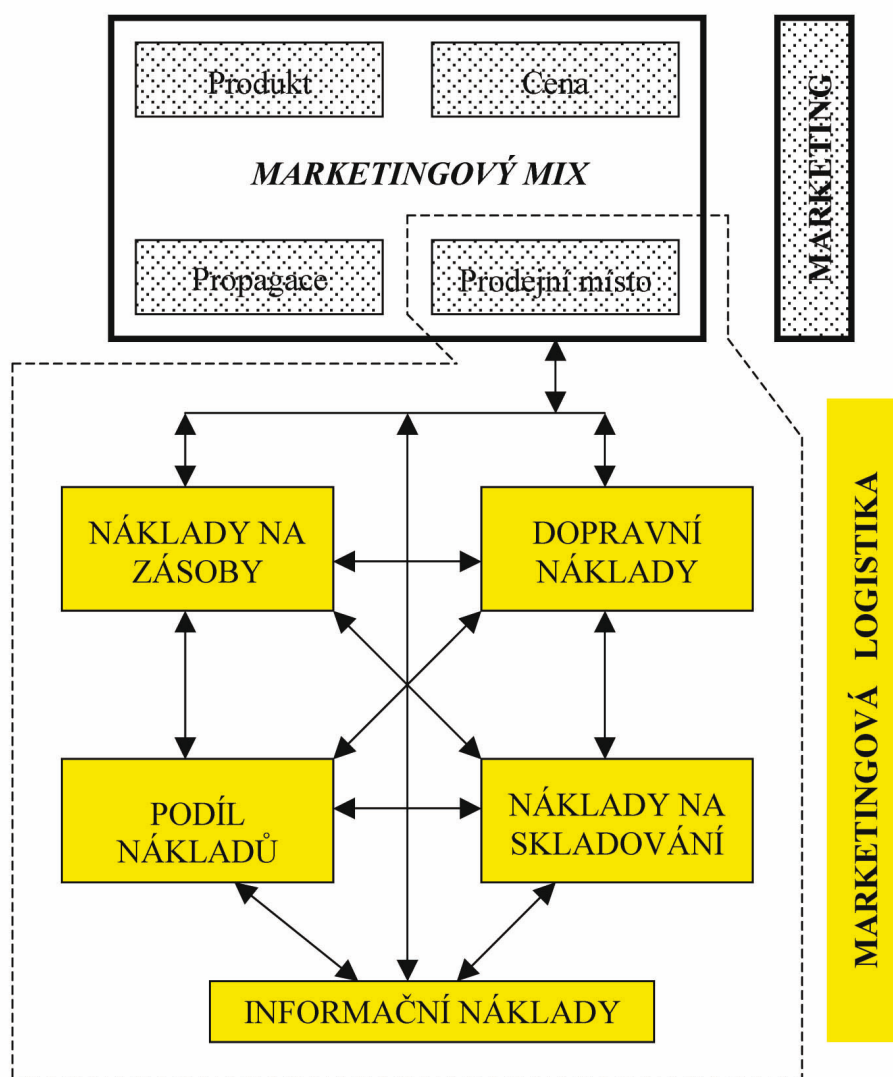 Produkt
Cena
MARKETINGOVÝ MIX
Propagace
Prodejní místo
MARKETING
NÁKLADY NA
ZÁSOBY
DOPRAVNÍ
NÁKLADY
PODÍL
NÁKLADŮ
NÁKLADY NA
SKLADOVÁNÍ
INFORMAČNÍ NÁKLADY
MARKETINGOVÁ LOGISTIKA